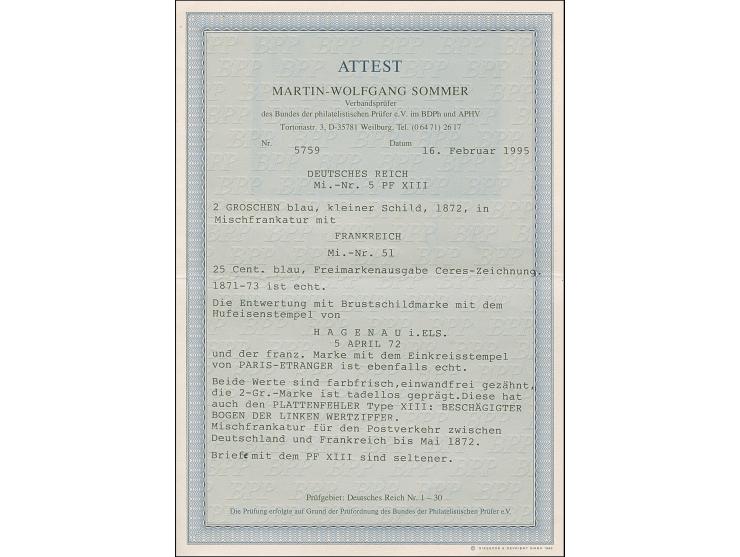 ATTEST
MARTIN-WOLFGANG SOMMER
Verbandsprüfer
des Bundes der philatelistischen Prüfer e.V. im BDPh und APHV
Tortonastr. 3, D-35781 Weilburg, Tel. (0 64 71) 26 17
Nr. 5759 Datum 16. Februar 1995
DEUTSCHES REICH
Mi.-Nr. 5 PF XIII
2 GROSCHEN blau, kleiner Schild, 1872, in
Mischfrankatur mit
FRANKREICH
Mi.-Nr. 51
25 Cent. blau, Freimarkenausgabe Ceres-Zeichnung.
1871-73 ist echt.
Die Entwertung mit Brustschildmarke mit dem
Hufeisenstempel von
H A G E N A U i.ELS.
5 APRIL 72
und der franz. Marke mit dem Einkreisstempel
von PARIS-ETRANGER ist ebenfalls echt.
Beide Werte sind farbfrisch,einwandfrei gezähnt,
die 2-Gr.-Marke ist tadellos geprägt.Diese hat
auch den PLATTENFEHLER Type XIII: BESCHÄGIGTER
BOGEN DER LINKEN WERTZIFFER.
Mischfrankatur für den Postverkehr zwischen
Deutschland und Frankreich bis Mai 1872.
Briefe mit dem PF XIII sind seltener.
Prüfgebiet: Deutsches Reich Nr. 1 – 30
Die Prüfung erfolgte auf Grund der Prüfordnung des Bundes der Philatelistischen Prüfer e.V.